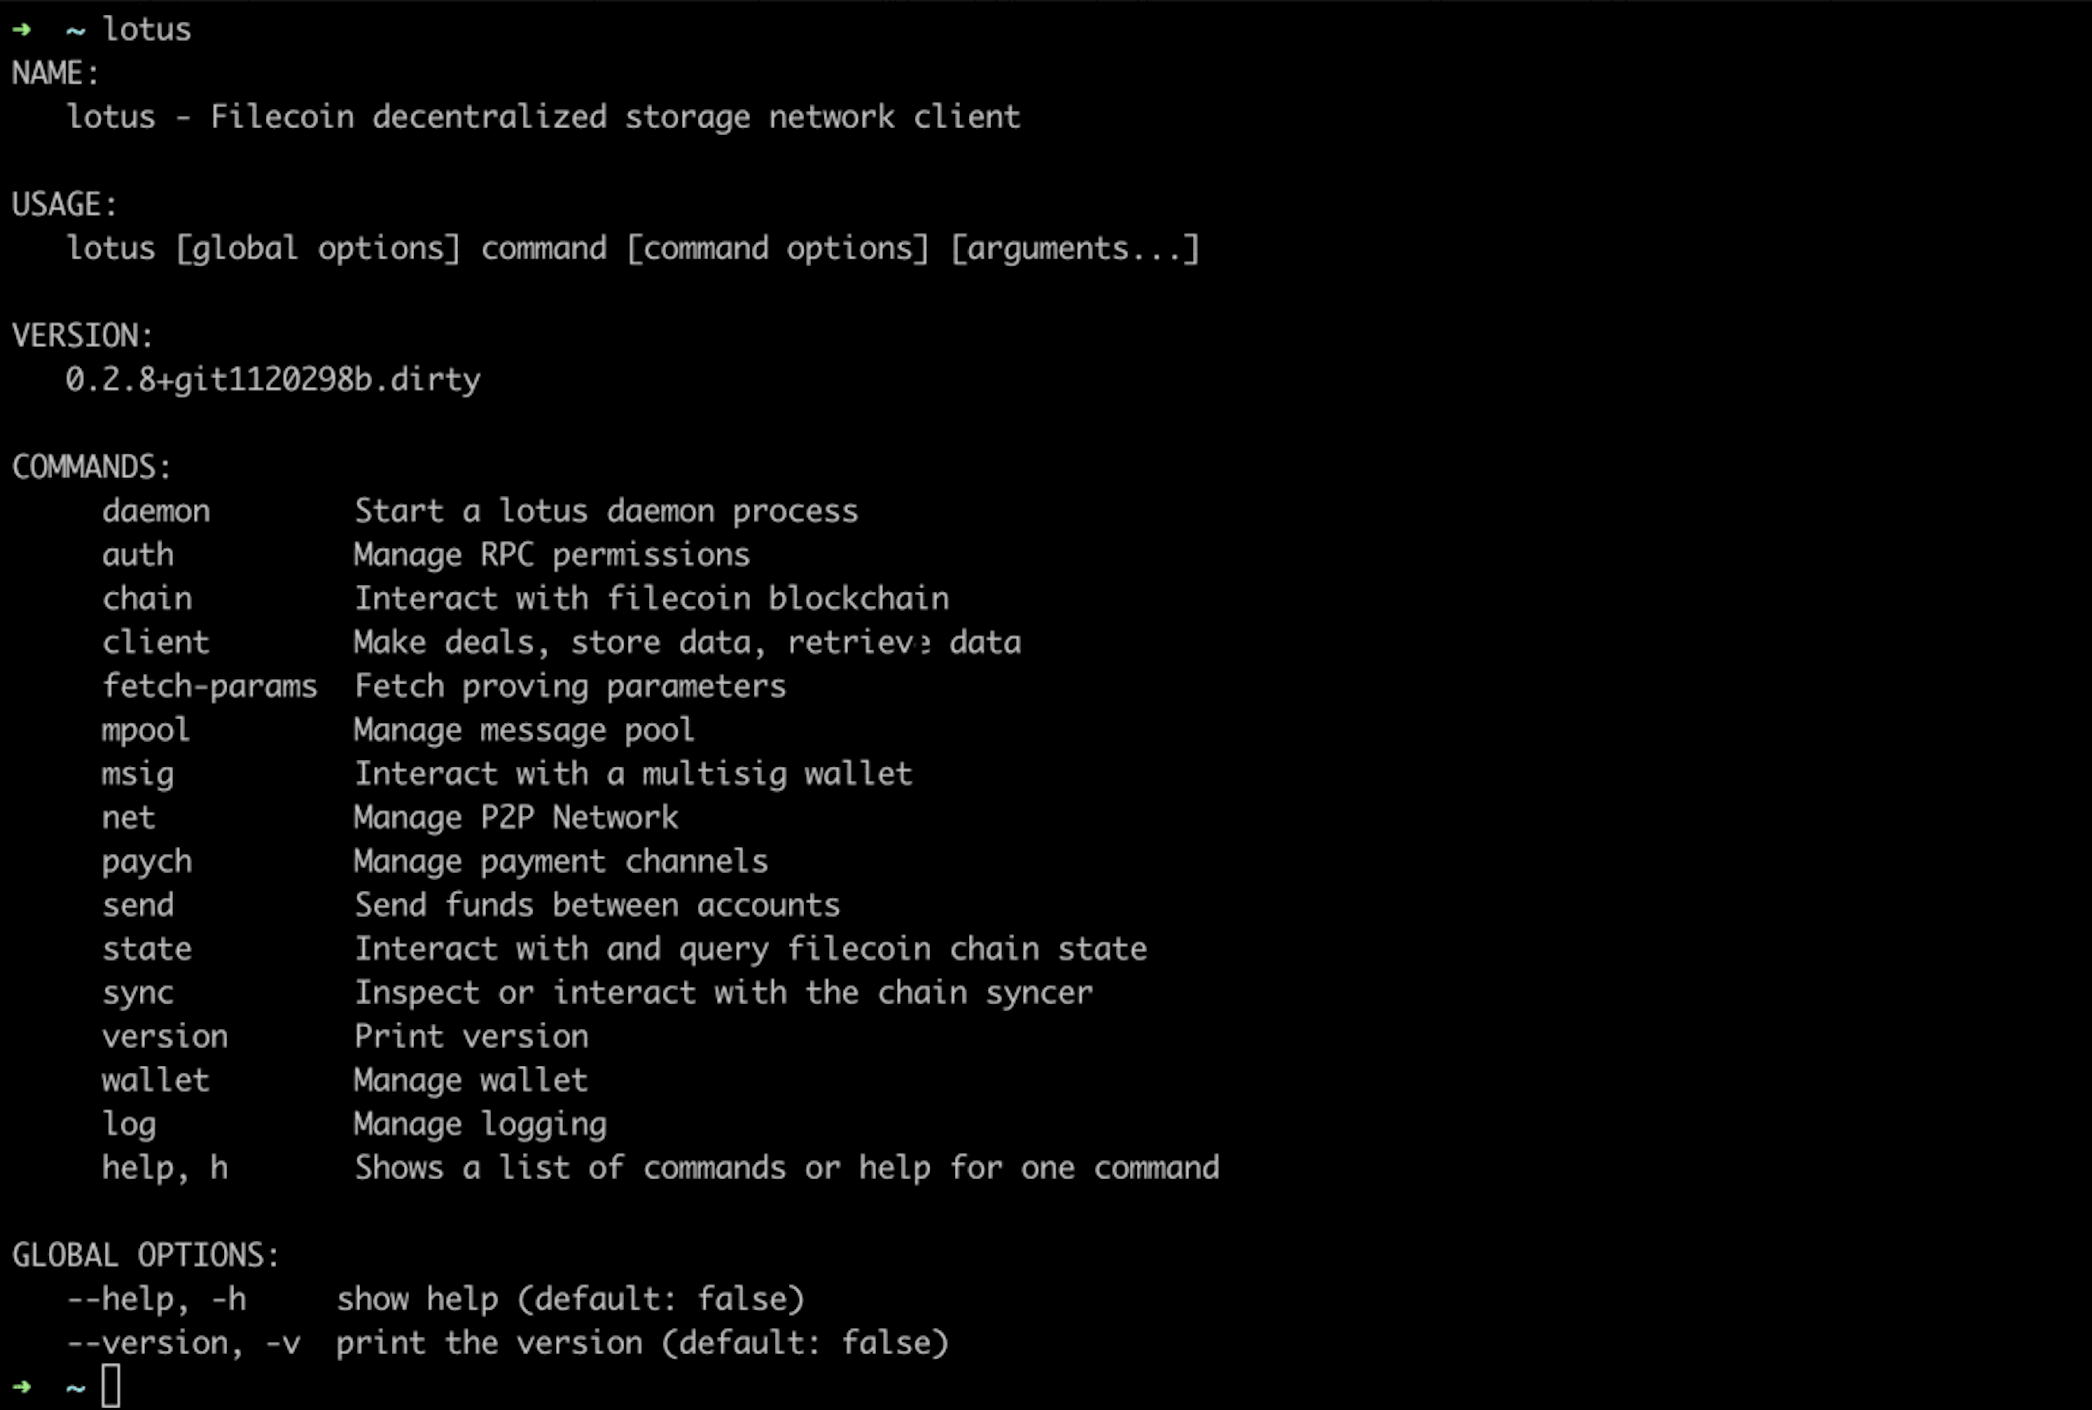 ➜  ~ lotus
NAME:
   lotus - Filecoin decentralized storage network client

USAGE:
   lotus [global options] command [command options] [arguments...]

VERSION:
   0.2.8+git1120298b.dirty

COMMANDS:
     daemon        Start a lotus daemon process
     auth          Manage RPC permissions
     chain         Interact with filecoin blockchain
     client        Make deals, store data, retrieve data
     fetch-params  Fetch proving parameters
     mpool         Manage message pool
     msig          Interact with a multisig wallet
     net           Manage P2P Network
     paych         Manage payment channels
     send          Send funds between accounts
     state         Interact with and query filecoin chain state
     sync          Inspect or interact with the chain syncer
     version       Print version
     wallet        Manage wallet
     log           Manage logging
     help, h       Shows a list of commands or help for one command

GLOBAL OPTIONS:
   --help, -h     show help (default: false)
   --version, -v  print the version (default: false)
➜  ~